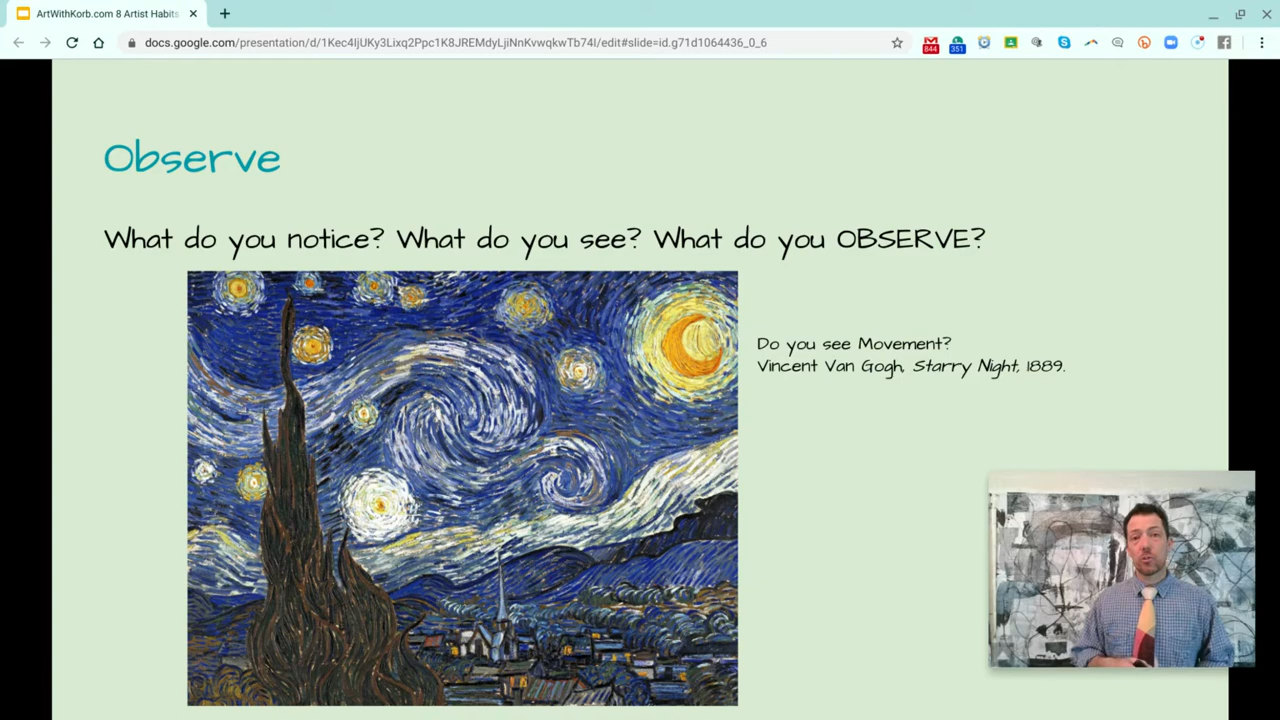 ArtWithKorb.com 8 Artist Habits
docs.google.com/presentation/d/1Kec4IjUKy3Lixq2Ppc1K8JREMdyLjiNnKvwqkwTb74I/edit#slide=id.g71d1064436_0_6
844
351
Observe
What do you notice? What do you see? What do you OBSERVE?
Do you see Movement?
Vincent Van Gogh, Starry Night, 1889.